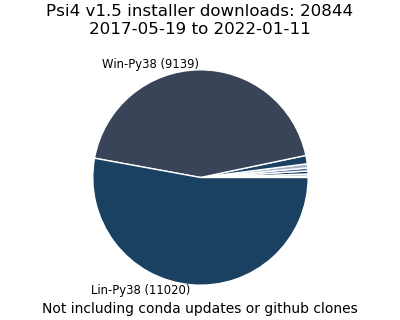 Psi4 v1.5 installer downloads: 20844
2017-05-19 to 2022-01-11
Win-Py38 (9139)
Lin-Py38 (11020)
Not including conda updates or github clones